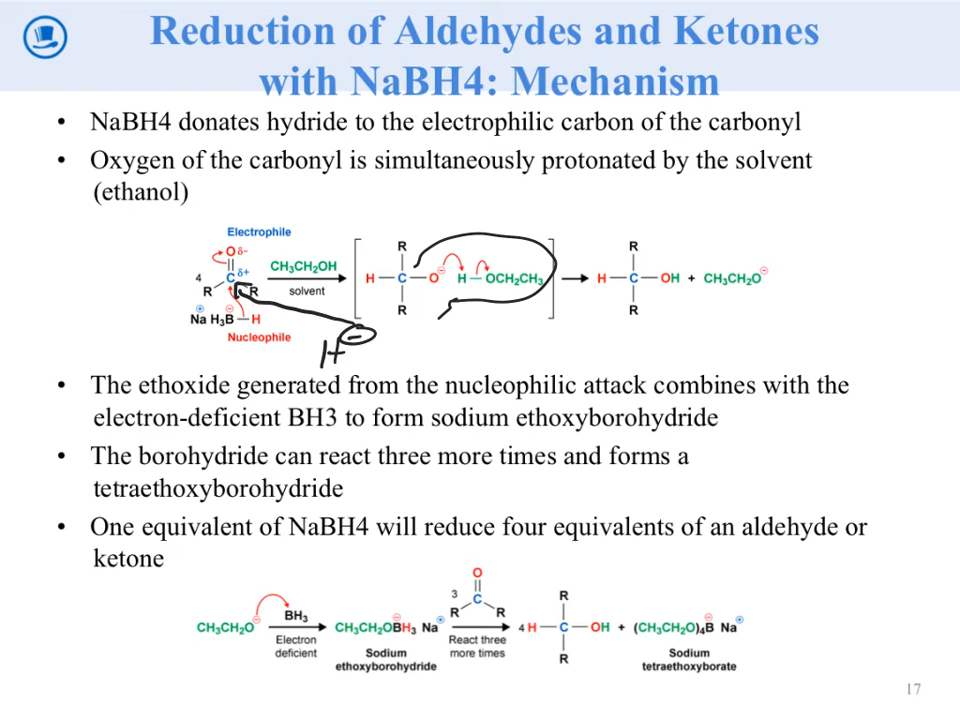 Reduction of Aldehydes and Ketones
with NaBH4: Mechanism
• NaBH4 donates hydride to the electrophilic carbon of the carbonyl
• Oxygen of the carbonyl is simultaneously protonated by the solvent
(ethanol)
Electrophile
O δ-
4 C δ+
R R
Na⊕ H3B⊖—H
Nucleophile
CH3CH2OH
solvent
R
H—C—O⊖ H—OCH2CH3
R
R
H—C—OH + CH3CH2O⊖
R
H⊖
• The ethoxide generated from the nucleophilic attack combines with the
electron-deficient BH3 to form sodium ethoxyborohydride
• The borohydride can react three more times and forms a
tetraethoxyborohydride
• One equivalent of NaBH4 will reduce four equivalents of an aldehyde or
ketone
CH3CH2O⊖
BH3
Electron
deficient
CH3CH2OB⊖H3 Na⊕
Sodium
ethoxyborohydride
O
3 C
R R
React three
more times
R
4 H—C—OH + (CH3CH2O)4B⊖ Na⊕
R
Sodium
tetraethoxyborate
17